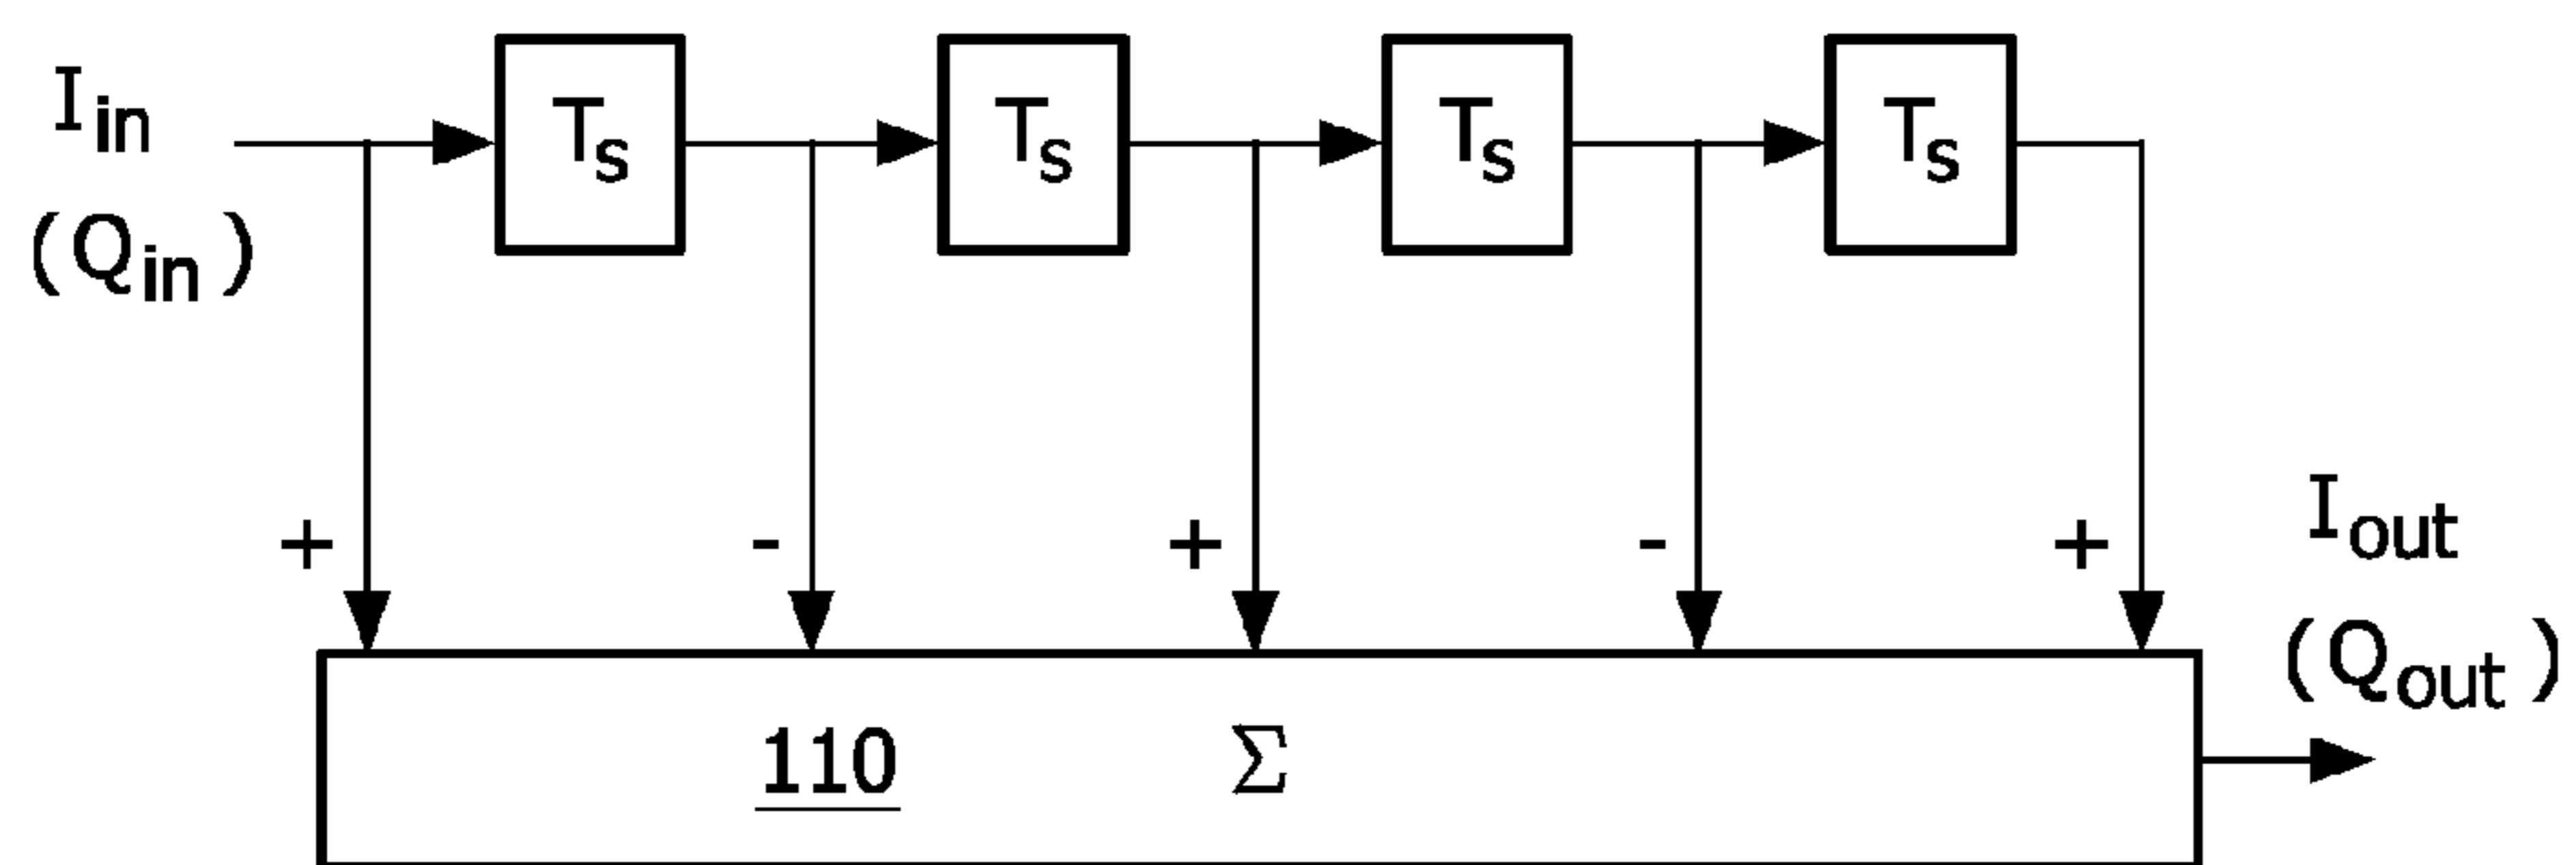 I_in
(Q_in)
T_s
T_s
T_s
T_s
+
-
+
-
+
I_out
(Q_out)
110
Σ